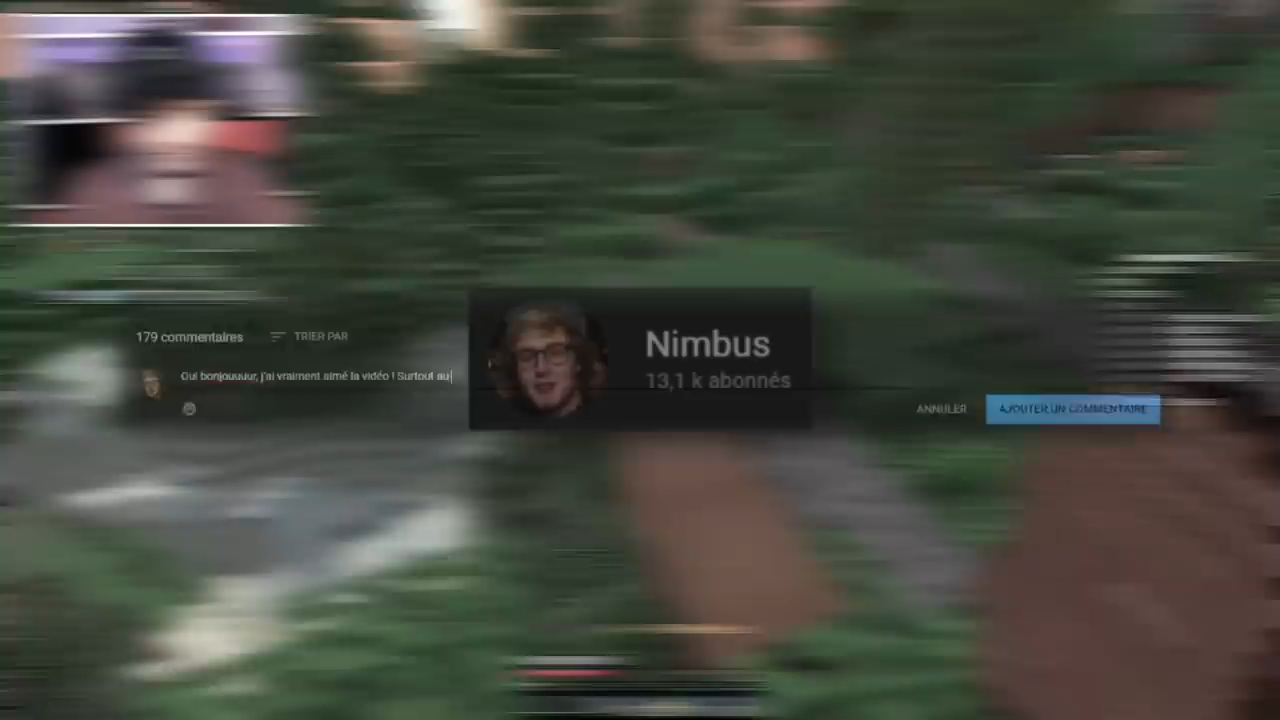 179 commentaires
TRIER PAR
Oui bonjouuuur, j'ai vraiment aimé la vidéo ! Surtout au
Nimbus
13,1 k abonnés
ANNULER
AJOUTER UN COMMENTAIRE